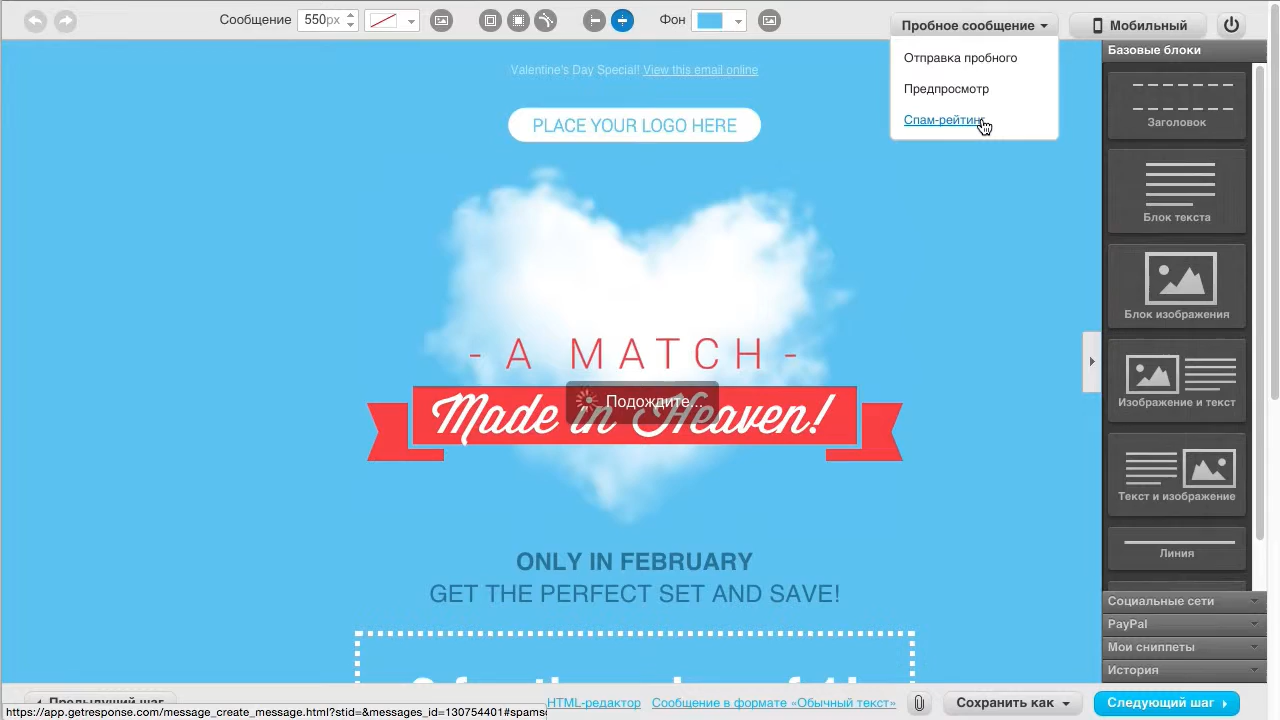 Сообщение 550px Фон Пробное сообщение Мобильный
Отправка пробного
Предпросмотр
Спам-рейтинг
Базовые блоки
Заголовок
Блок текста
Блок изображения
Изображение и текст
Текст и изображение
Линия
Социальные сети
PayPal
Мои сниппеты
История
Valentine's Day Special! View this email online
PLACE YOUR LOGO HERE
- A MATCH -
Made in Heaven!
Подождите...
ONLY IN FEBRUARY
GET THE PERFECT SET AND SAVE!
Предыдущий шаг HTML-редактор Сообщение в формате «Обычный текст» Сохранить как Следующий шаг
https://app.getresponse.com/message_create_message.html?stid=&messages_id=130754401#spams